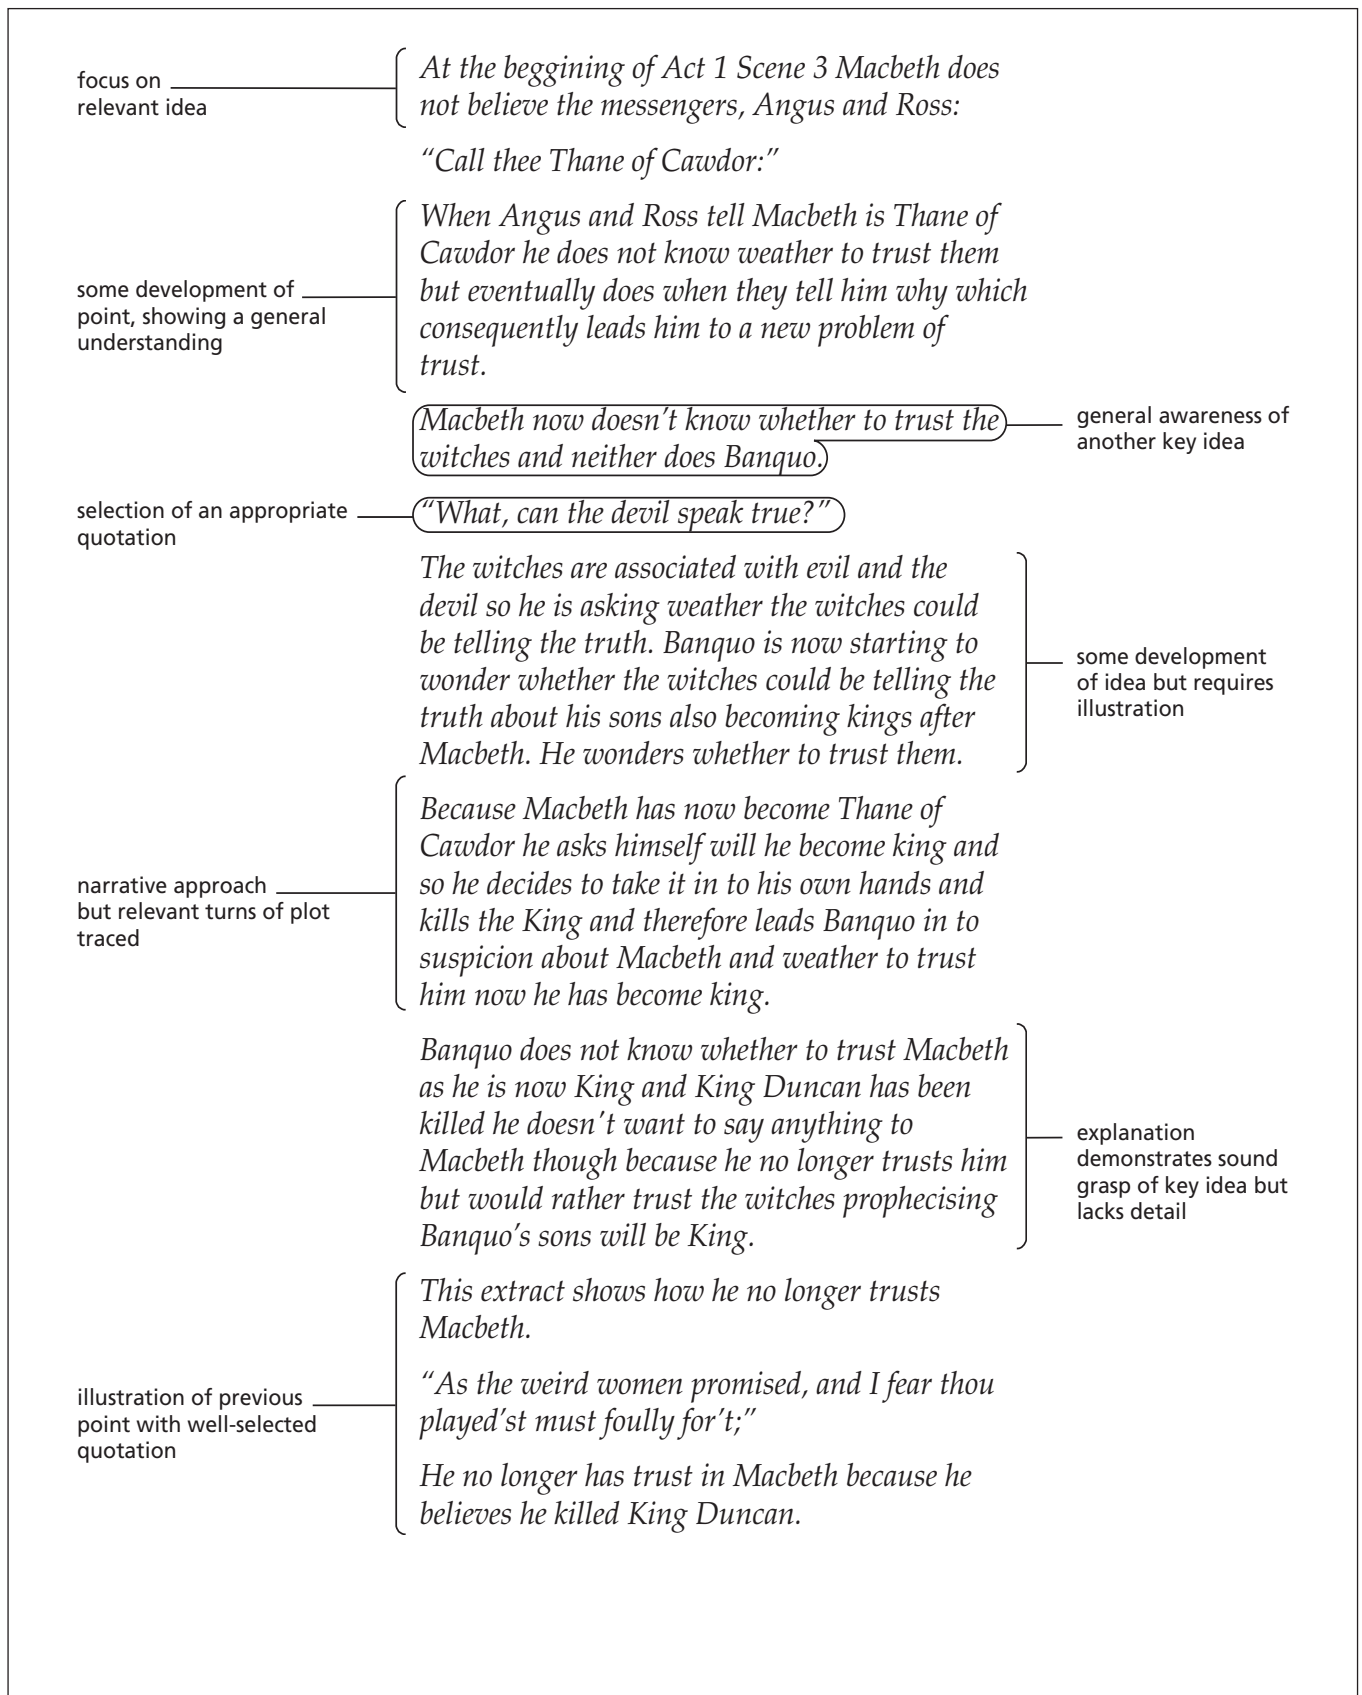 focus on
relevant idea
At the beggining of Act 1 Scene 3 Macbeth does
not believe the messengers, Angus and Ross:
“Call thee Thane of Cawdor:”
some development of
point, showing a general
understanding
When Angus and Ross tell Macbeth is Thane of
Cawdor he does not know weather to trust them
but eventually does when they tell him why which
consequently leads him to a new problem of
trust.
Macbeth now doesn’t know whether to trust the
witches and neither does Banquo.
general awareness of
another key idea
selection of an appropriate
quotation
“What, can the devil speak true?”
The witches are associated with evil and the
devil so he is asking weather the witches could
be telling the truth. Banquo is now starting to
wonder whether the witches could be telling the
truth about his sons also becoming kings after
Macbeth. He wonders whether to trust them.
some development
of idea but requires
illustration
narrative approach
but relevant turns of plot
traced
Because Macbeth has now become Thane of
Cawdor he asks himself will he become king and
so he decides to take it in to his own hands and
kills the King and therefore leads Banquo in to
suspicion about Macbeth and weather to trust
him now he has become king.
Banquo does not know whether to trust Macbeth
as he is now King and King Duncan has been
killed he doesn’t want to say anything to
Macbeth though because he no longer trusts him
but would rather trust the witches prophecising
Banquo’s sons will be King.
explanation
demonstrates sound
grasp of key idea but
lacks detail
illustration of previous
point with well-selected
quotation
This extract shows how he no longer trusts
Macbeth.
“As the weird women promised, and I fear thou
played’st must foully for’t;”
He no longer has trust in Macbeth because he
believes he killed King Duncan.